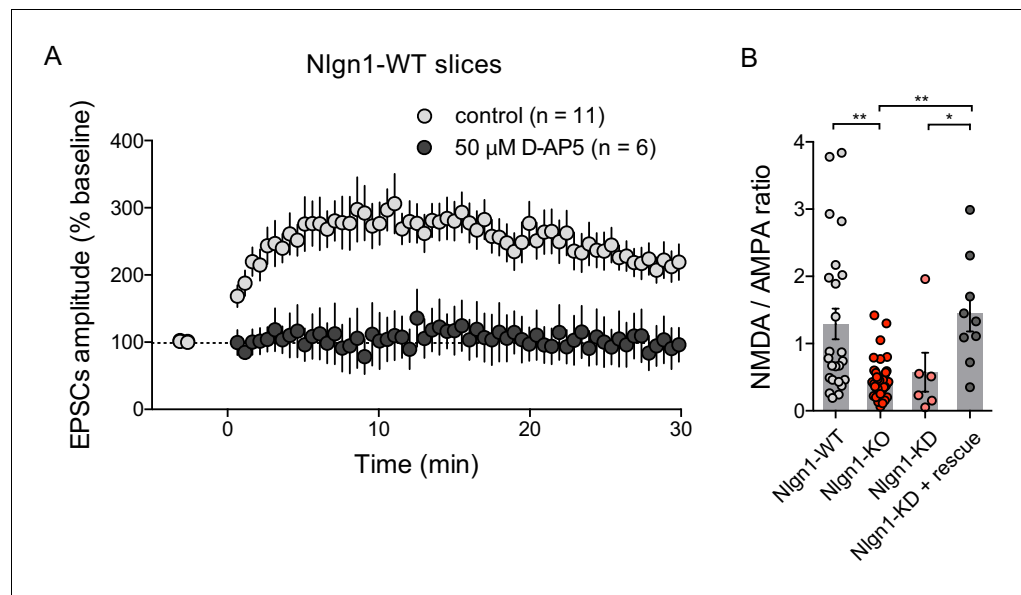 A
Nlgn1-WT slices
control (n = 11)
50 µM D-AP5 (n = 6)
EPSCs amplitude (% baseline)
400
300
200
100
0
0 10 20 30
Time (min)
B
**
** *
NMDA / AMPA ratio
4
3
2
1
0
Nlgn1-WT
Nlgn1-KO
Nlgn1-KD
Nlgn1-KD + rescue